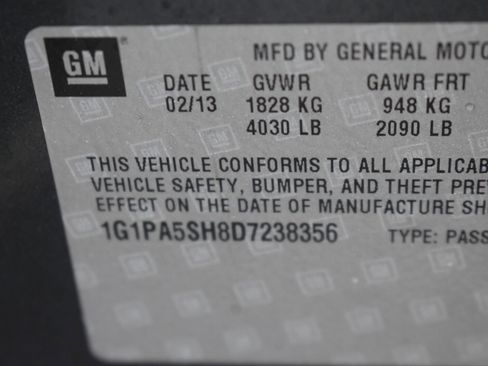 GM
MFD BY GENERAL MOTO
DATE GVWR GAWR FRT
02/13 1828 KG 948 KG
4030 LB 2090 LB
THIS VEHICLE CONFORMS TO ALL APPLICAB
VEHICLE SAFETY, BUMPER, AND THEFT PRE
EFFECT ON THE DATE OF MANUFACTURE SH
1G1PA5SH8D7238356 TYPE: PASS